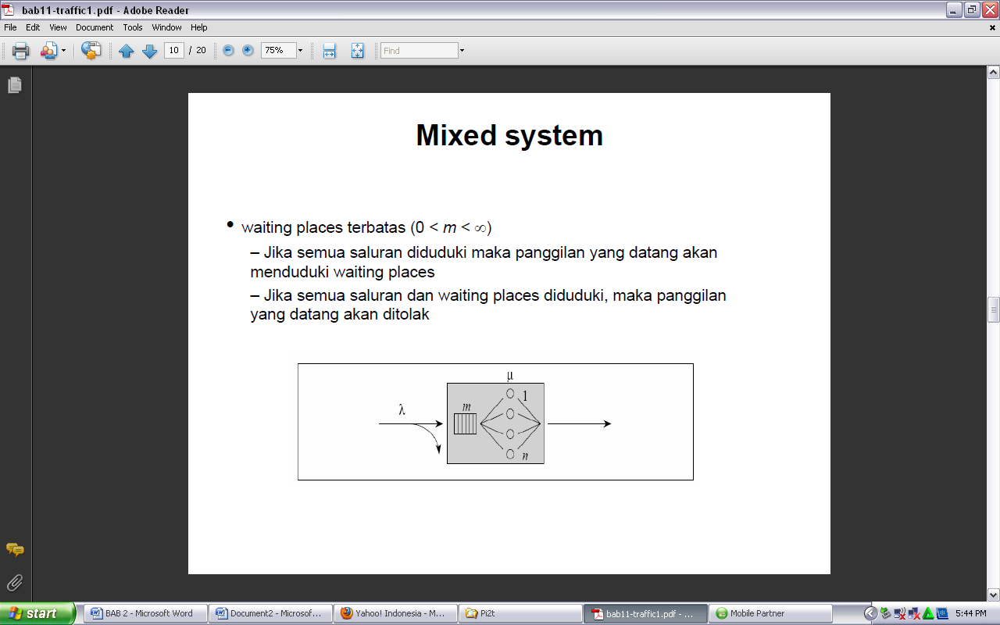 bab11-traffic1.pdf - Adobe Reader
File Edit View Document Tools Window Help
10 / 20 75% Find
Mixed system
• waiting places terbatas (0 < m < ∞)
– Jika semua saluran diduduki maka panggilan yang datang akan
menduduki waiting places
– Jika semua saluran dan waiting places diduduki, maka panggilan
yang datang akan ditolak
μ
1
λ
m
n
start BAB 2 - Microsoft Word Document2 - Microsof... Yahoo! Indonesia - M... Pi2t bab11-traffic1.pdf - ... Mobile Partner 5:44 PM